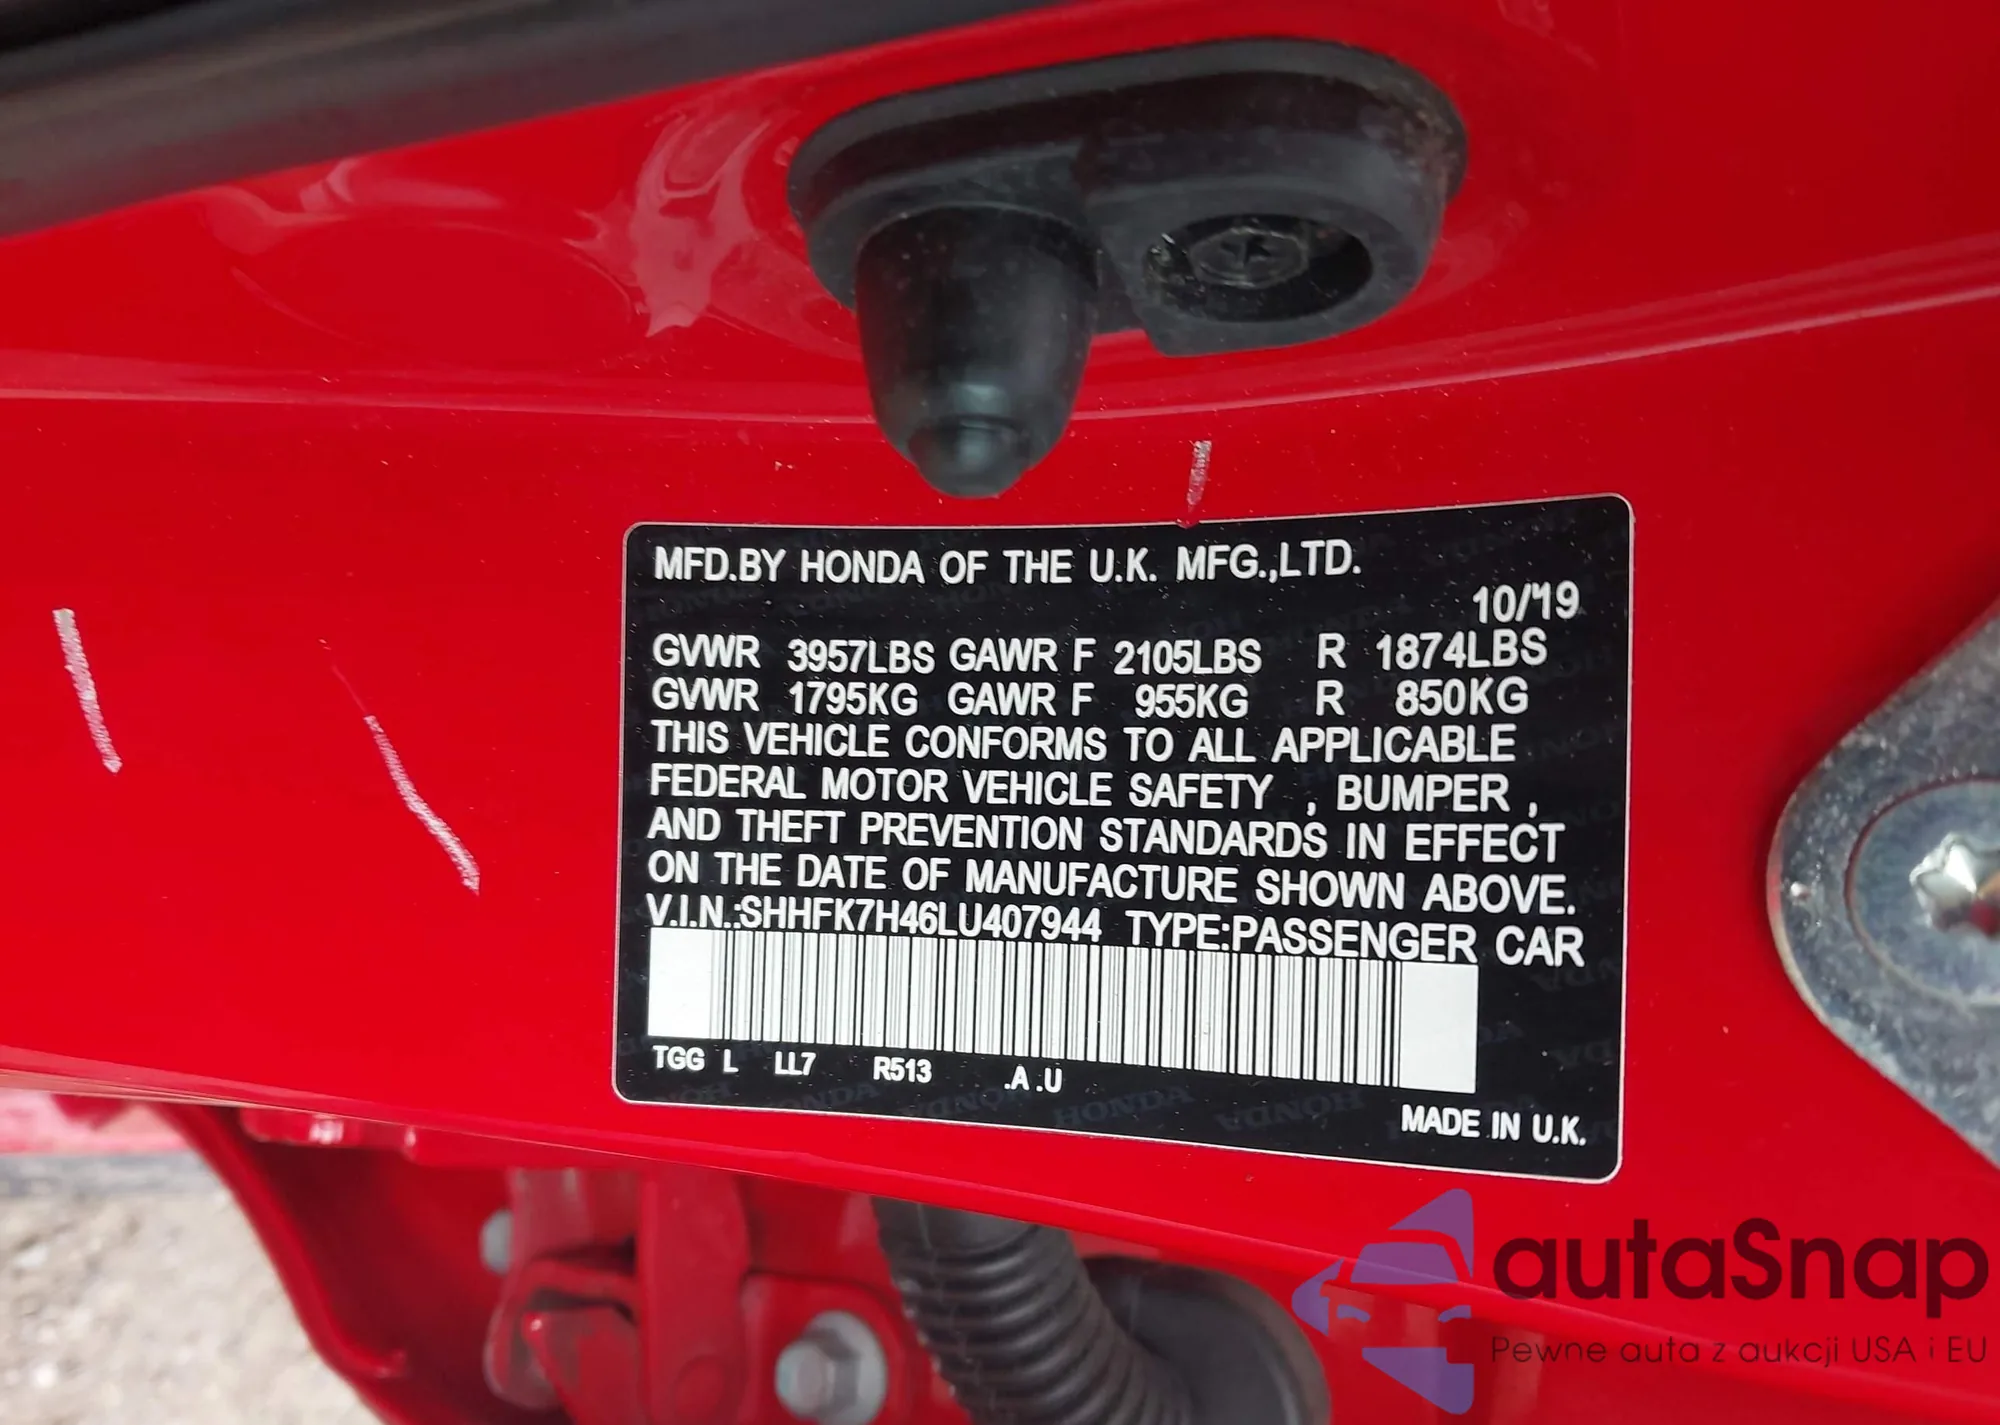 MFD.BY HONDA OF THE U.K. MFG.,LTD.
10/'19
GVWR 3957LBS GAWR F 2105LBS R 1874LBS
GVWR 1795KG GAWR F 955KG R 850KG
THIS VEHICLE CONFORMS TO ALL APPLICABLE
FEDERAL MOTOR VEHICLE SAFETY , BUMPER ,
AND THEFT PREVENTION STANDARDS IN EFFECT
ON THE DATE OF MANUFACTURE SHOWN ABOVE.
V.I.N.:SHHFK7H46LU407944 TYPE:PASSENGER CAR
TGG L LL7 R513 .A .U
MADE IN U.K.
autaSnap
Pewne auta z aukcji USA i EU